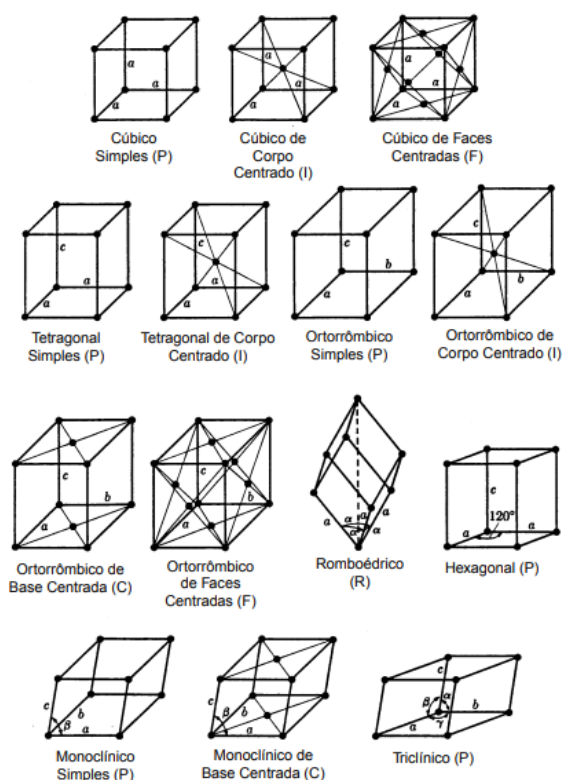 a
a
a
a
a
a
a
a
a
Cúbico
Simples (P)
Cúbico de
Corpo
Centrado (I)
Cúbico de Faces
Centradas (F)
c
a
a
c
a
a
c
b
a
c
b
a
Tetragonal
Simples (P)
Tetragonal de Corpo
Centrado (I)
Ortorrômbico
Simples (P)
Ortorrômbico de
Corpo Centrado (I)
c
b
a
c
b
a
a
a
a
α
α
α
c
120°
a
a
Ortorrômbico de
Base Centrada (C)
Ortorrômbico
de Faces
Centradas (F)
Romboédrico
(R)
Hexagonal (P)
c
β
b
a
c
β
b
a
c
β
α
γ
a
b
Monoclínico
Simples (P)
Monoclínico de
Base Centrada (C)
Triclínico (P)